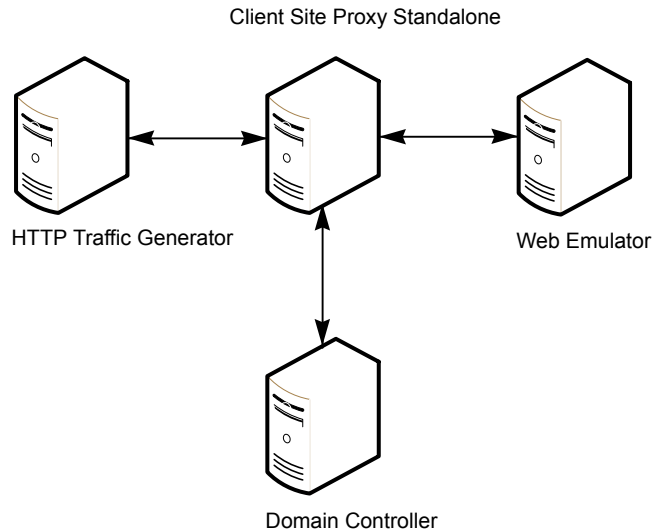 Client Site Proxy Standalone
HTTP Traffic Generator
Web Emulator
Domain Controller